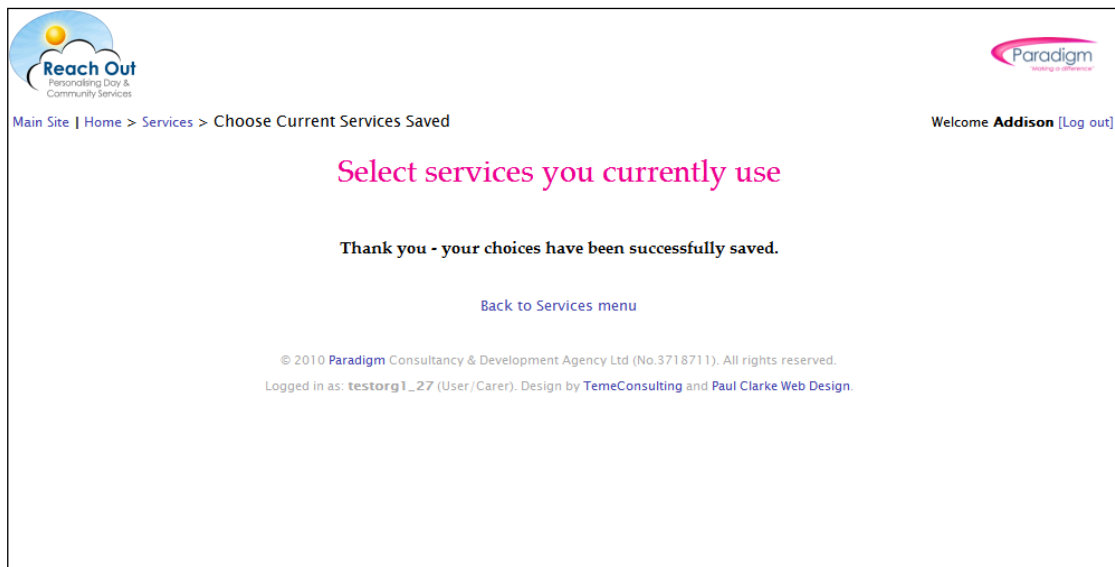 Reach Out
Personalising Day &
Community Services
Paradigm
'Working a difference'
Main Site | Home > Services > Choose Current Services Saved
Welcome Addison [Log out]
Select services you currently use
Thank you - your choices have been successfully saved.
Back to Services menu
© 2010 Paradigm Consultancy & Development Agency Ltd (No.3718711). All rights reserved.
Logged in as: testorg1_27 (User/Carer). Design by TemeConsulting and Paul Clarke Web Design.